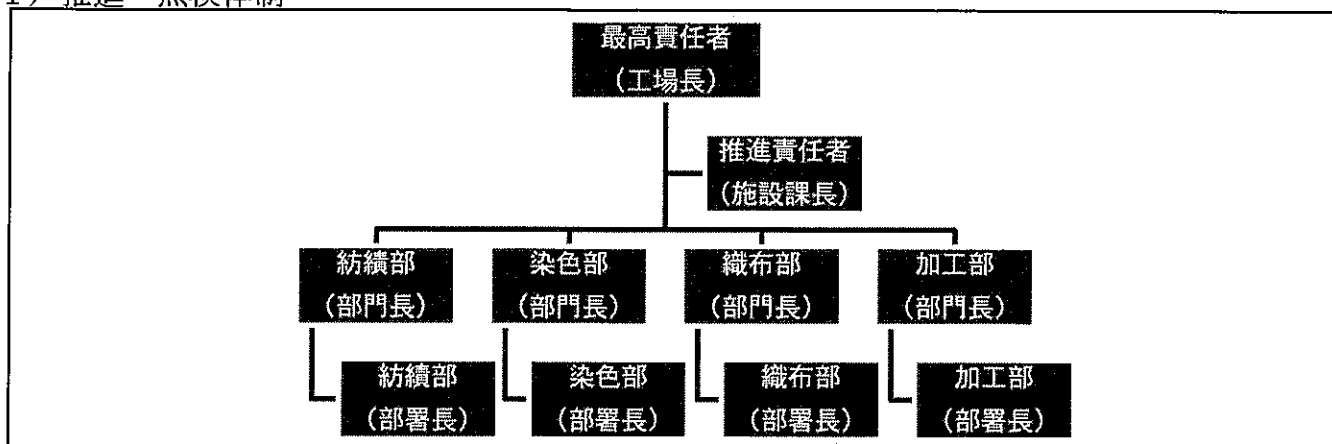 最高責任者
(工場長)
推進責任者
(施設課長)
紡績部
(部門長)
染色部
(部門長)
織布部
(部門長)
加工部
(部門長)
紡績部
(部署長)
染色部
(部署長)
織布部
(部署長)
加工部
(部署長)